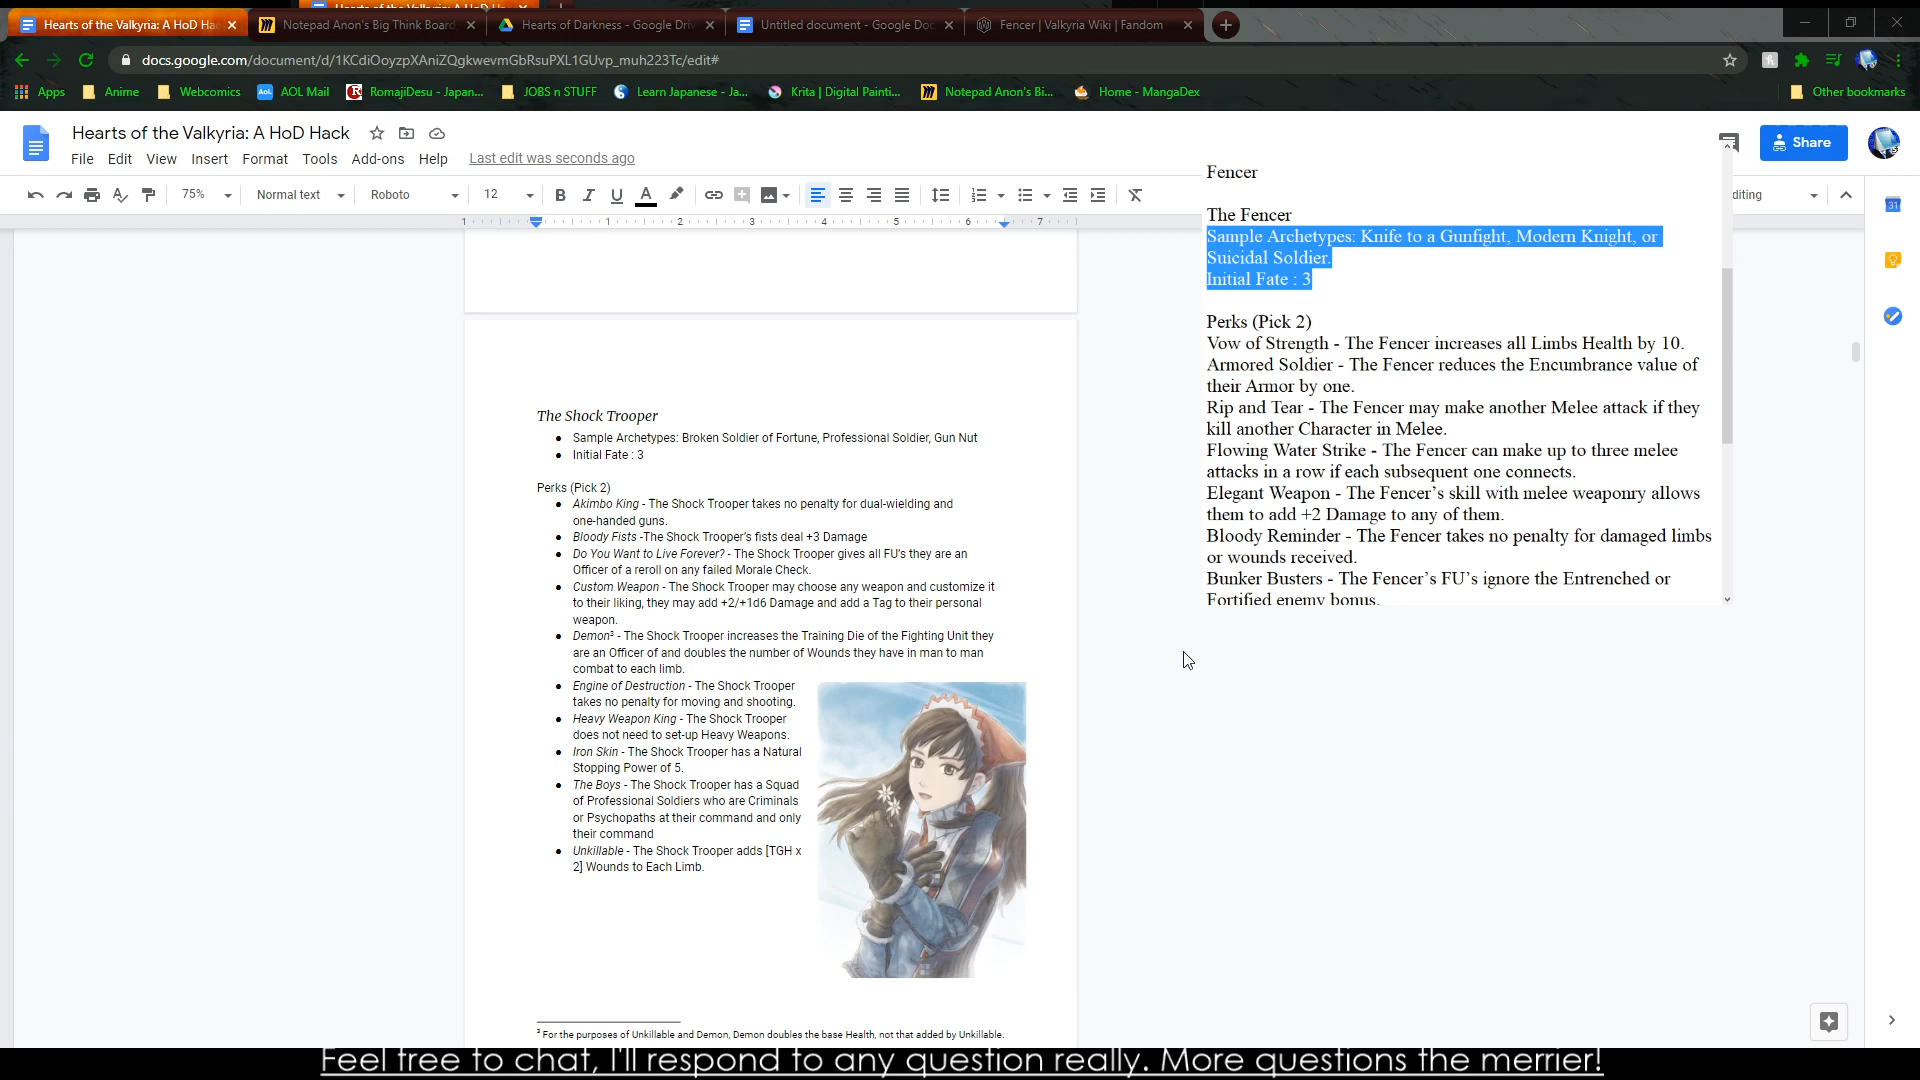 Hearts of the Valkyria: A HoD Ha
Notepad Anon's Big Think Board
Hearts of Darkness - Google Driv
Untitled document - Google Doc
Fencer | Valkyria Wiki | Fandom
docs.google.com/document/d/1KCdiOoyzpXAniZQgkwevmGbRsuPXL1GUvp_muh223Tc/edit#
Apps
Anime
Webcomics
AOL Mail
RomajiDesu - Japan...
JOBS n STUFF
Learn Japanese - Ja...
Krita | Digital Painti...
Notepad Anon's Bi...
Home - MangaDex
Other bookmarks
Hearts of the Valkyria: A HoD Hack
File Edit View Insert Format Tools Add-ons Help Last edit was seconds ago
Share
75% Normal text Roboto 12 diting
1 1 2 3 4 5 6 7
31
The Shock Trooper
● Sample Archetypes: Broken Soldier of Fortune, Professional Soldier, Gun Nut
● Initial Fate : 3
Perks (Pick 2)
● Akimbo King - The Shock Trooper takes no penalty for dual-wielding and
one-handed guns.
● Bloody Fists -The Shock Trooper's fists deal +3 Damage
● Do You Want to Live Forever? - The Shock Trooper gives all FU's they are an
Officer of a reroll on any failed Morale Check.
● Custom Weapon - The Shock Trooper may choose any weapon and customize it
to their liking, they may add +2/+1d6 Damage and add a Tag to their personal
weapon.
● Demon³ - The Shock Trooper increases the Training Die of the Fighting Unit they
are an Officer of and doubles the number of Wounds they have in man to man
combat to each limb.
● Engine of Destruction - The Shock Trooper
takes no penalty for moving and shooting.
● Heavy Weapon King - The Shock Trooper
does not need to set-up Heavy Weapons.
● Iron Skin - The Shock Trooper has a Natural
Stopping Power of 5.
● The Boys - The Shock Trooper has a Squad
of Professional Soldiers who are Criminals
or Psychopaths at their command and only
their command
● Unkillable - The Shock Trooper adds [TGH x
2] Wounds to Each Limb.
³ For the purposes of Unkillable and Demon, Demon doubles the base Health, not that added by Unkillable.
Fencer
The Fencer
Sample Archetypes: Knife to a Gunfight, Modern Knight, or
Suicidal Soldier.
Initial Fate : 3
Perks (Pick 2)
Vow of Strength - The Fencer increases all Limbs Health by 10.
Armored Soldier - The Fencer reduces the Encumbrance value of
their Armor by one.
Rip and Tear - The Fencer may make another Melee attack if they
kill another Character in Melee.
Flowing Water Strike - The Fencer can make up to three melee
attacks in a row if each subsequent one connects.
Elegant Weapon - The Fencer's skill with melee weaponry allows
them to add +2 Damage to any of them.
Bloody Reminder - The Fencer takes no penalty for damaged limbs
or wounds received.
Bunker Busters - The Fencer's FU's ignore the Entrenched or
Fortified enemy bonus.
Feel free to chat, I'll respond to any question really. More questions the merrier!